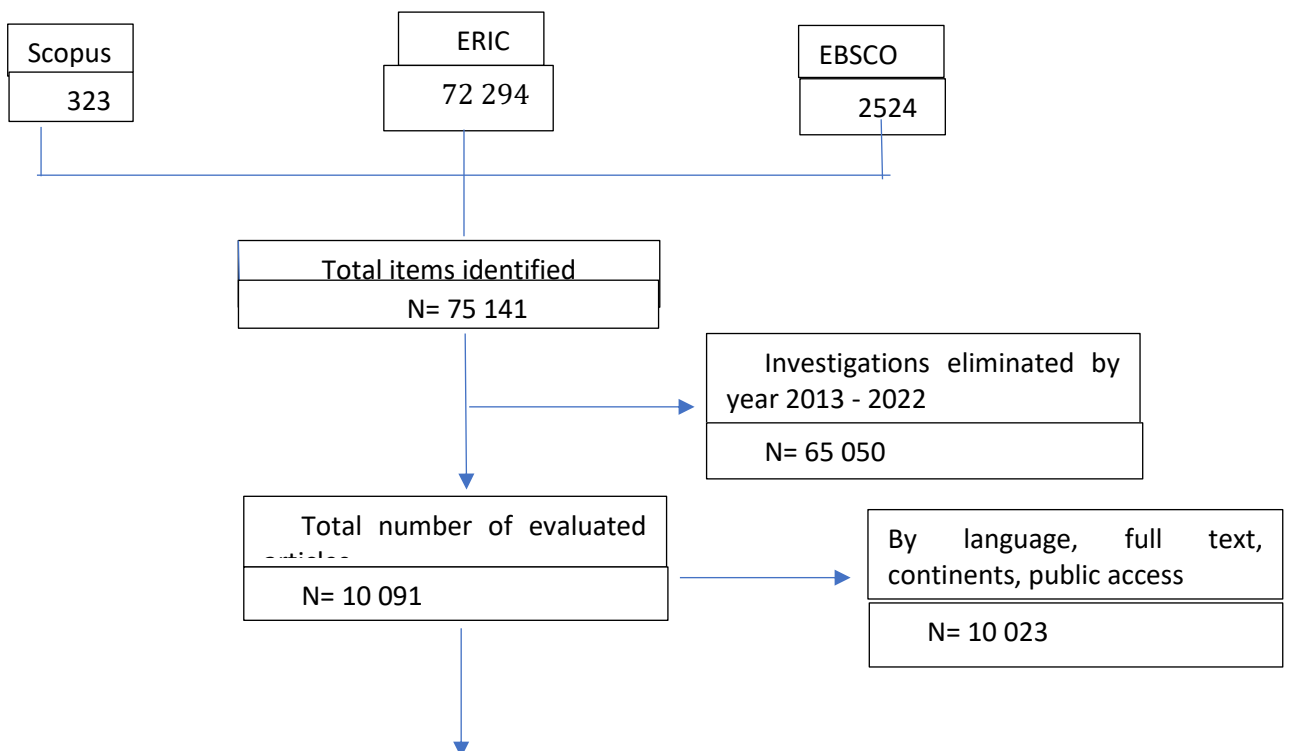 Scopus
323
ERIC
72 294
EBSCO
2524
Total items identified
N= 75 141
Investigations eliminated by
year 2013 - 2022
N= 65 050
Total number of evaluated
articles
N= 10 091
By language, full text,
continents, public access
N= 10 023